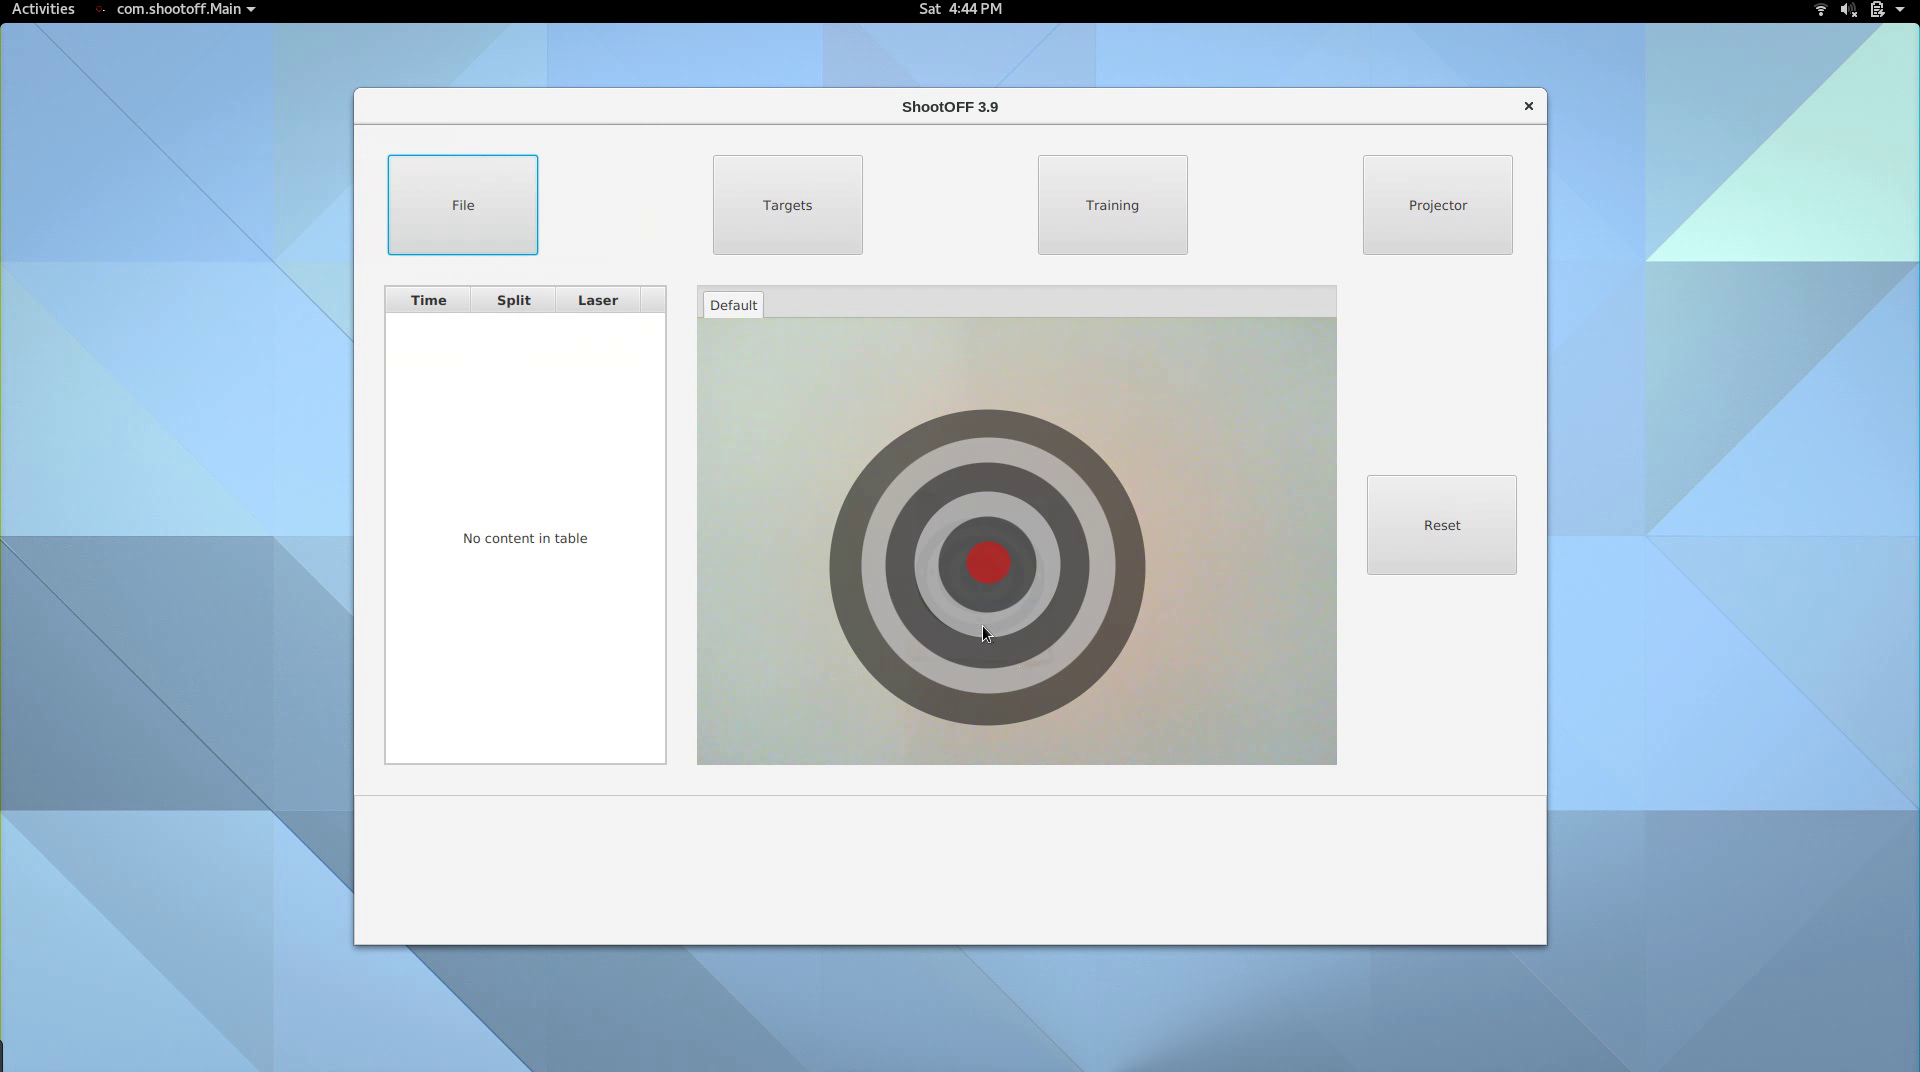 Activities com.shootoff.Main Sat 4:44 PM
ShootOFF 3.9
File Targets Training Projector
Time Split Laser
Default
No content in table
Reset